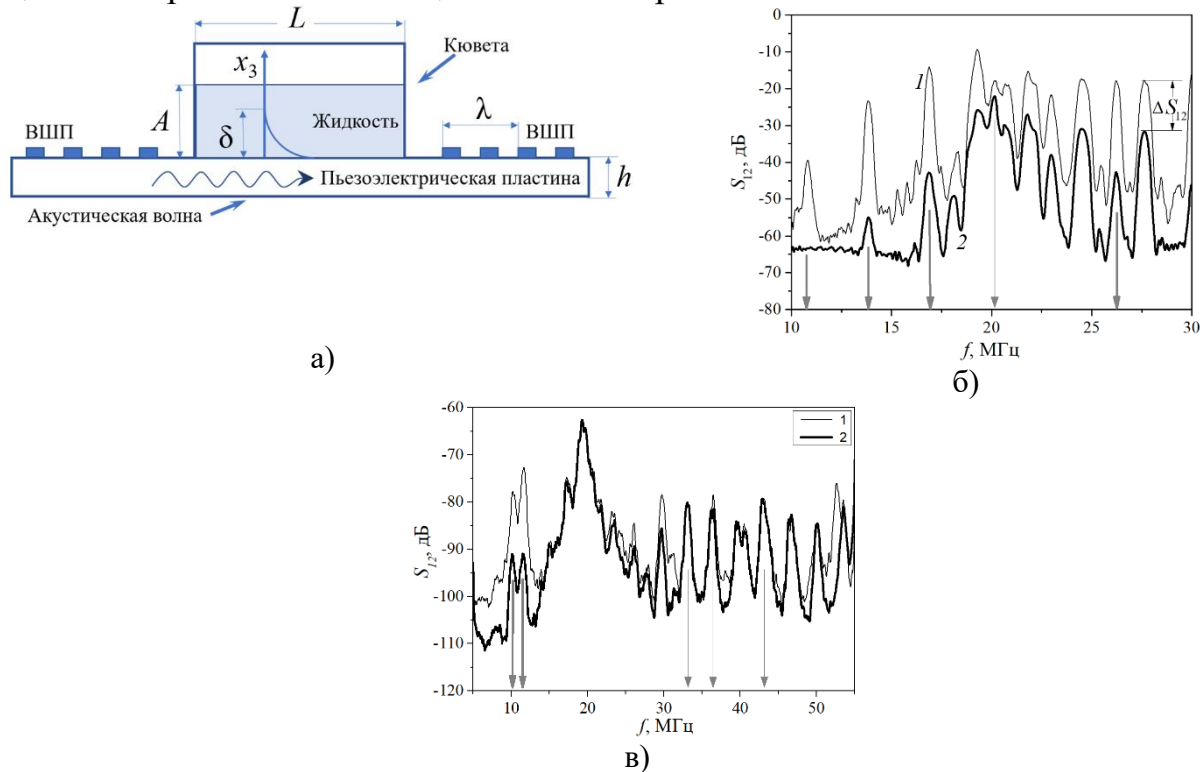 L
x₃
Кювета
A
δ
Жидкость
ВШП
λ
ВШП
Пьезоэлектрическая пластина
h
Акустическая волна
а)
0
-10
-20
-30
-40
-50
-60
-70
-80
S₁₂, дБ
1
2
ΔS₁₂
10 15 20 25 30
f, МГц
б)
-60
-70
-80
-90
-100
-110
-120
S₁₂, дБ
1
2
10 20 30 40 50
f, МГц
в)